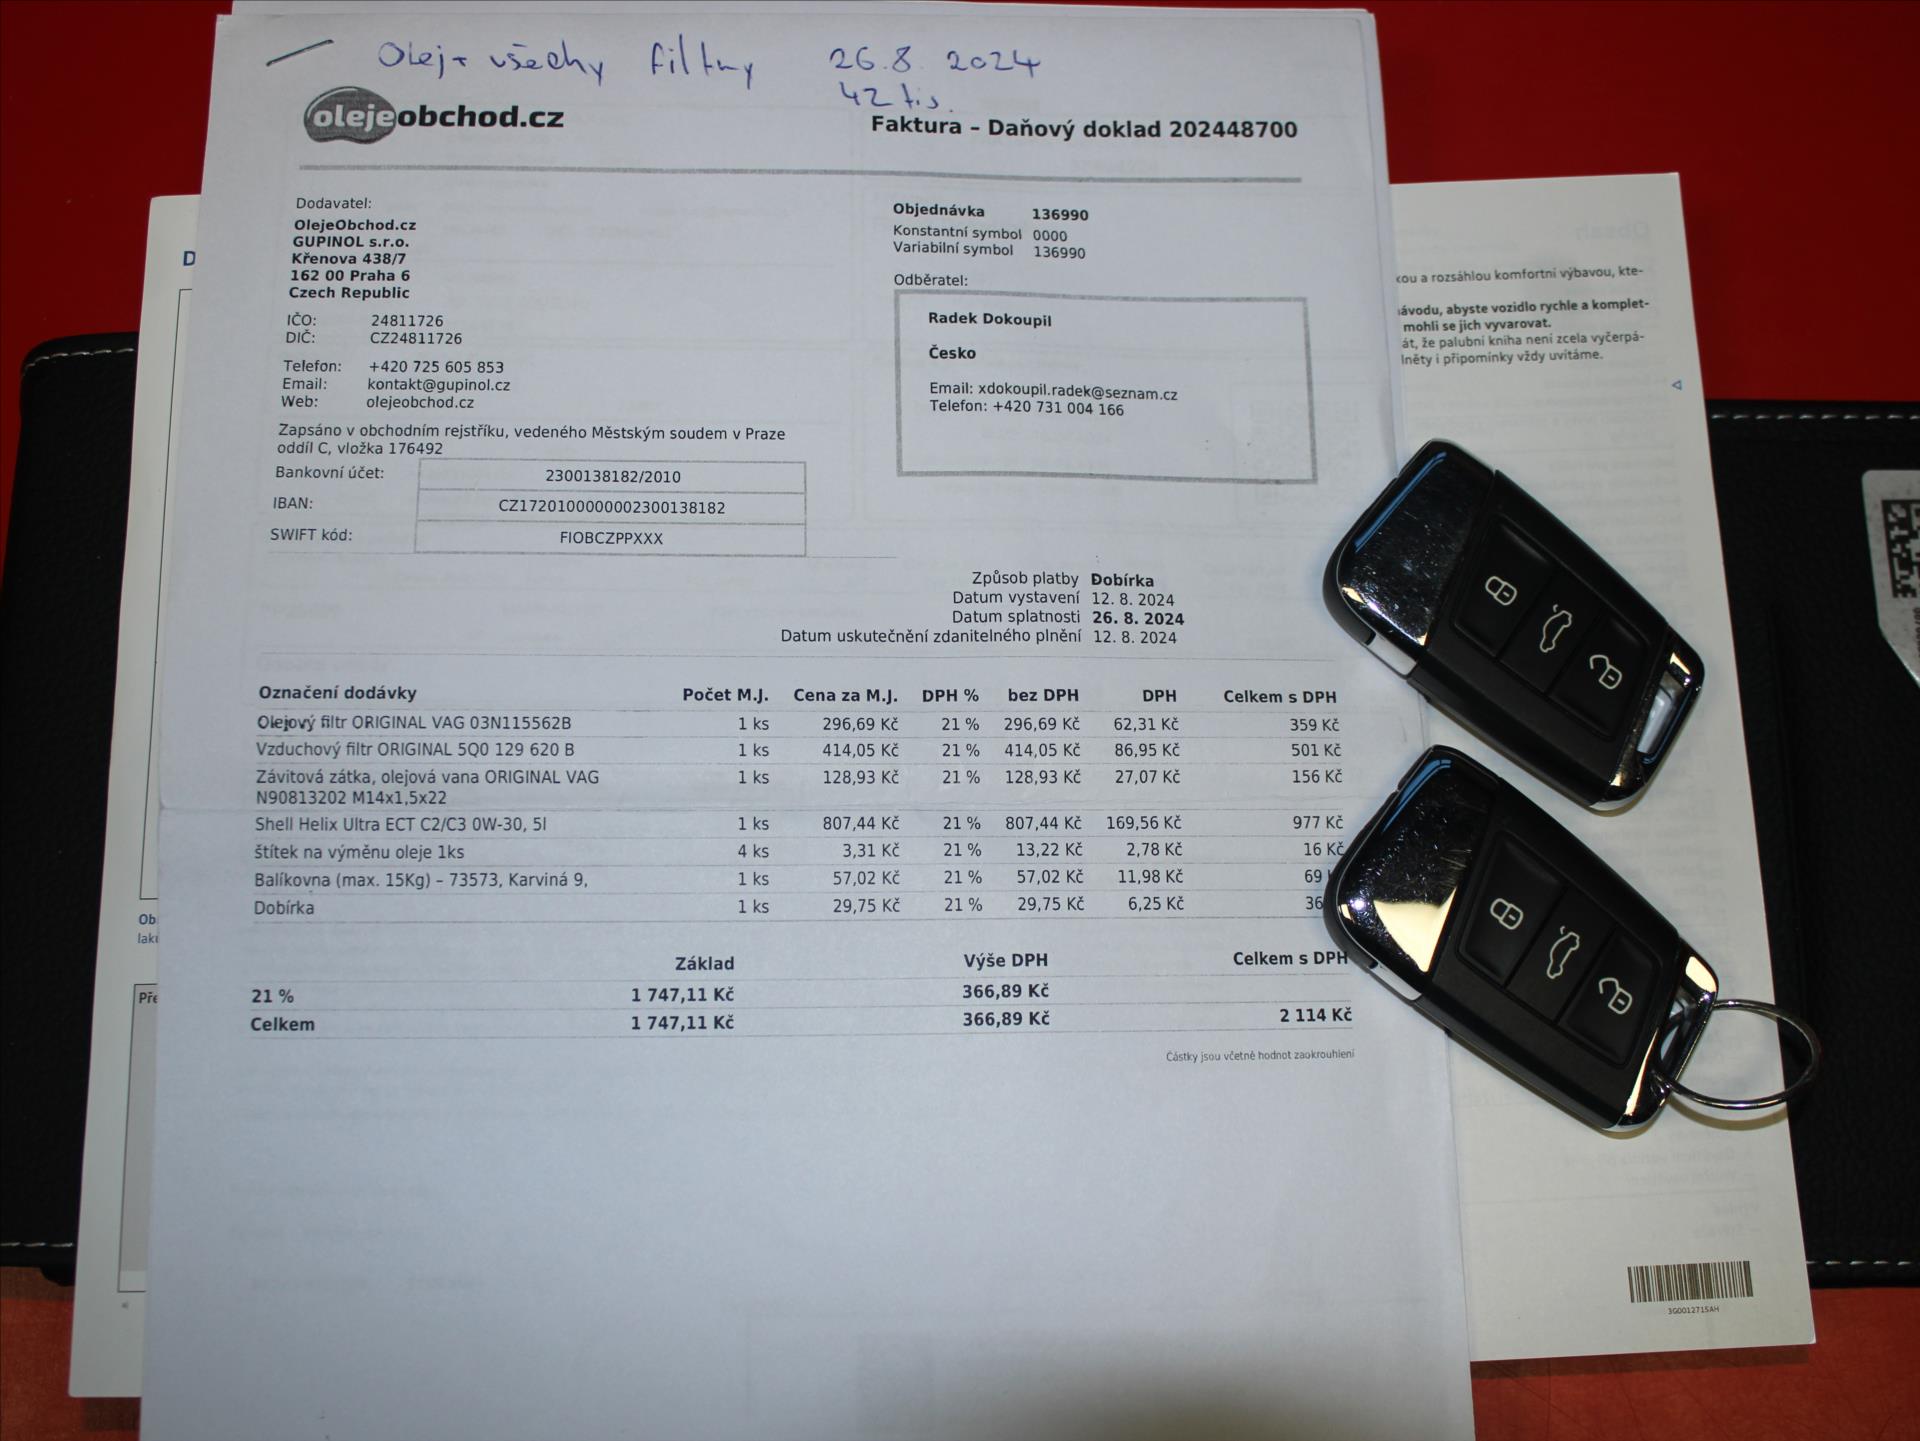 Olej+ všechy filtry 26.8. 2024
42 tis.
olejeobchod.cz
Faktura – Daňový doklad 202448700
Dodavatel:
OlejeObchod.cz
GUPINOL s.r.o.
Křenova 438/7
162 00 Praha 6
Czech Republic
IČO: 24811726
DIČ: CZ24811726
Telefon: +420 725 605 853
Email: kontakt@gupinol.cz
Web: olejeobchod.cz
Zapsáno v obchodním rejstříku, vedeného Městským soudem v Praze
oddíl C, vložka 176492
Bankovní účet: 2300138182/2010
IBAN: CZ1720100000002300138182
SWIFT kód: FIOBCZPPXXX
Objednávka 136990
Konstantní symbol 0000
Variabilní symbol 136990
Odběratel:
Radek Dokoupil
Česko
Email: xdokoupil.radek@seznam.cz
Telefon: +420 731 004 166
Způsob platby Dobírka
Datum vystavení 12. 8. 2024
Datum splatnosti 26. 8. 2024
Datum uskutečnění zdanitelného plnění 12. 8. 2024
Označení dodávky Počet M.J. Cena za M.J. DPH % bez DPH DPH Celkem s DPH
Olejový filtr ORIGINAL VAG 03N115562B 1 ks 296,69 Kč 21 % 296,69 Kč 62,31 Kč 359 Kč
Vzduchový filtr ORIGINAL 5Q0 129 620 B 1 ks 414,05 Kč 21 % 414,05 Kč 86,95 Kč 501 Kč
Závitová zátka, olejová vana ORIGINAL VAG 1 ks 128,93 Kč 21 % 128,93 Kč 27,07 Kč 156 Kč
N90813202 M14x1,5x22
Shell Helix Ultra ECT C2/C3 0W-30, 5l 1 ks 807,44 Kč 21 % 807,44 Kč 169,56 Kč 977 Kč
štítek na výměnu oleje 1ks 4 ks 3,31 Kč 21 % 13,22 Kč 2,78 Kč 16 Kč
Balíkovna (max. 15Kg) – 73573, Karviná 9, 1 ks 57,02 Kč 21 % 57,02 Kč 11,98 Kč 69
Dobírka 1 ks 29,75 Kč 21 % 29,75 Kč 6,25 Kč 36
Základ Výše DPH Celkem s DPH
21 % 1 747,11 Kč 366,89 Kč
Celkem 1 747,11 Kč 366,89 Kč 2 114 Kč
Částky jsou včetně hodnot zaokrouhlení
kou a rozsáhlou komfortní výbavou, kte-
ávodu, abyste vozidlo rychle a komplet-
mohli se jich vyvarovat.
át, že palubní kniha není zcela vyčerpá-
lněty i připomínky vždy uvítáme.
D
Ob
laku
Pře
3G0012715AH